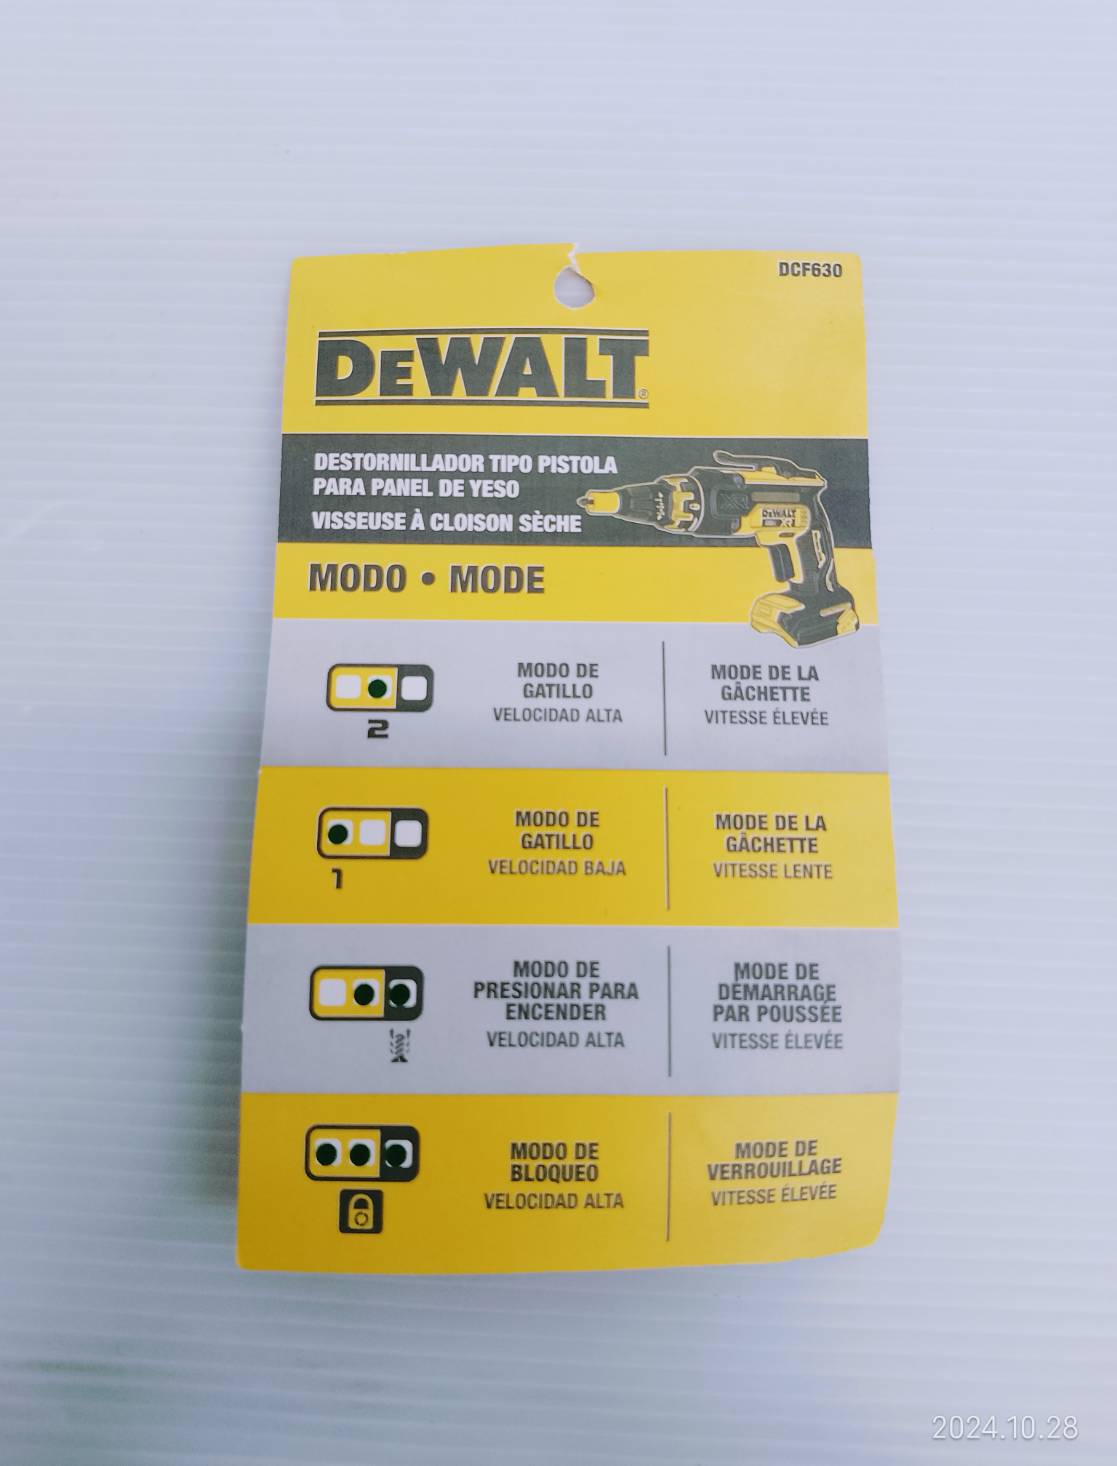 DCF630
DEWALT®
DESTORNILLADOR TIPO PISTOLA
PARA PANEL DE YESO
VISSEUSE À CLOISON SÈCHE
XR
DEWALT
XR
MODO • MODE
2
MODO DE
GATILLO
VELOCIDAD ALTA
MODE DE LA
GÂCHETTE
VITESSE ÉLEVÉE
1
MODO DE
GATILLO
VELOCIDAD BAJA
MODE DE LA
GÂCHETTE
VITESSE LENTE
MODO DE
PRESIONAR PARA
ENCENDER
VELOCIDAD ALTA
MODE DE
DÉMARRAGE
PAR POUSSÉE
VITESSE ÉLEVÉE
MODO DE
BLOQUEO
VELOCIDAD ALTA
MODE DE
VERROUILLAGE
VITESSE ÉLEVÉE
2024.10.28